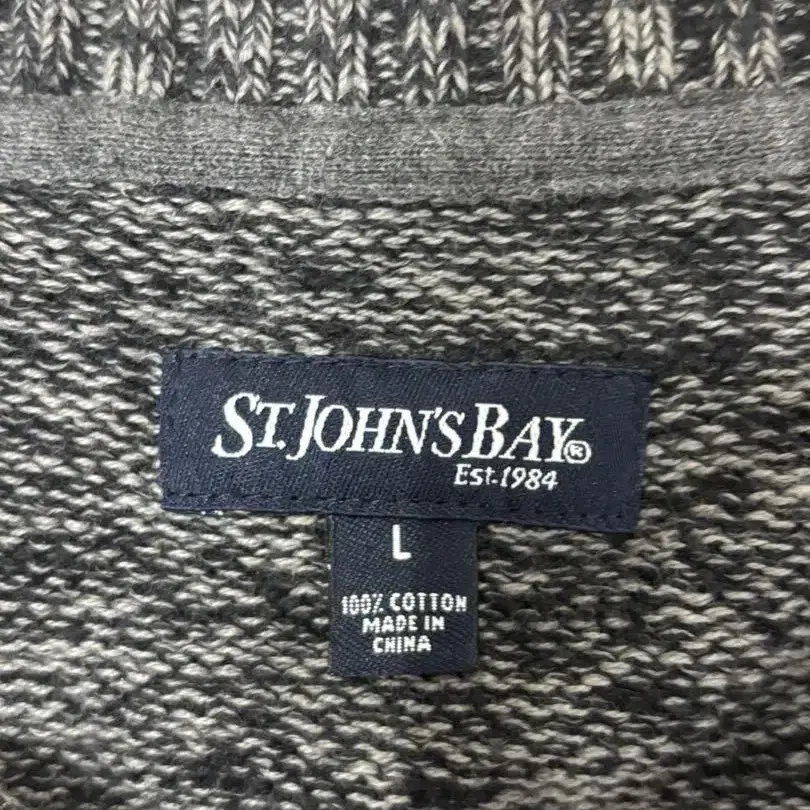 ST. JOHN'S BAY®
Est. 1984
L
100% COTTON
MADE IN
CHINA